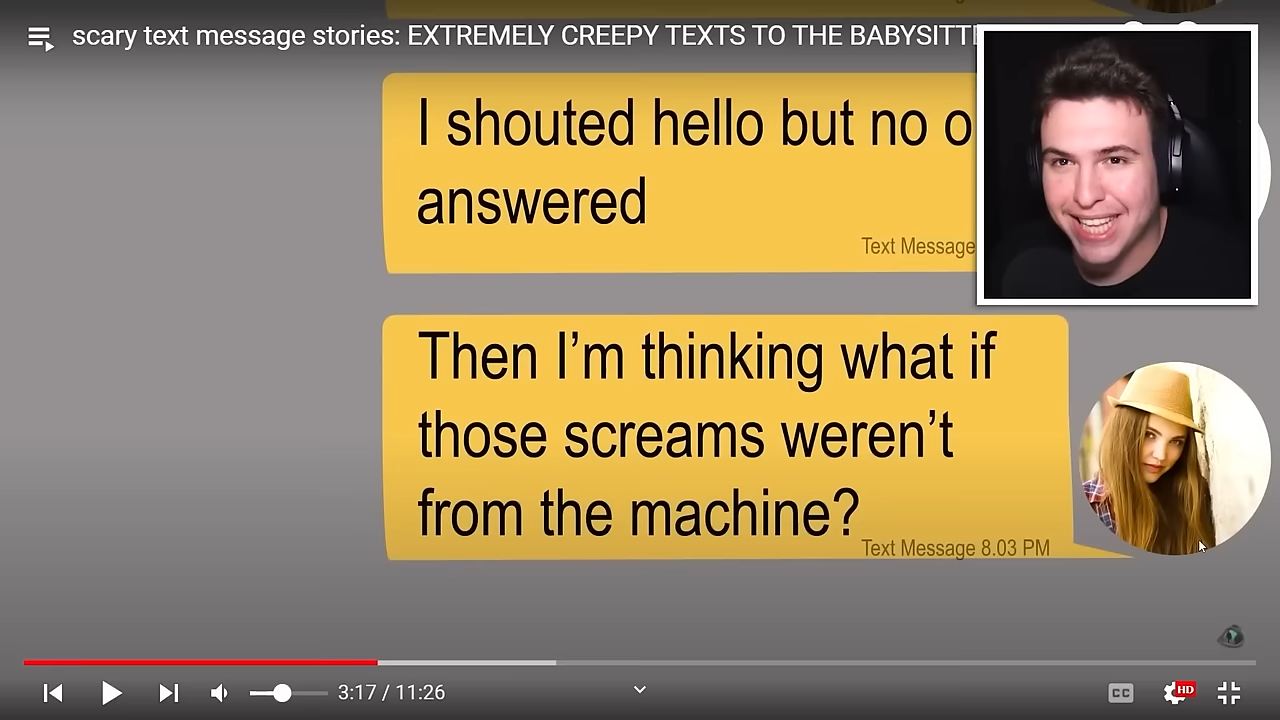 scary text message stories: EXTREMELY CREEPY TEXTS TO THE
I shouted hello but no
answered
Text Message
Then I’m thinking what if
those screams weren’t
from the machine?
Text Message 8.03 PM
3:17 / 11:26
CC
HD